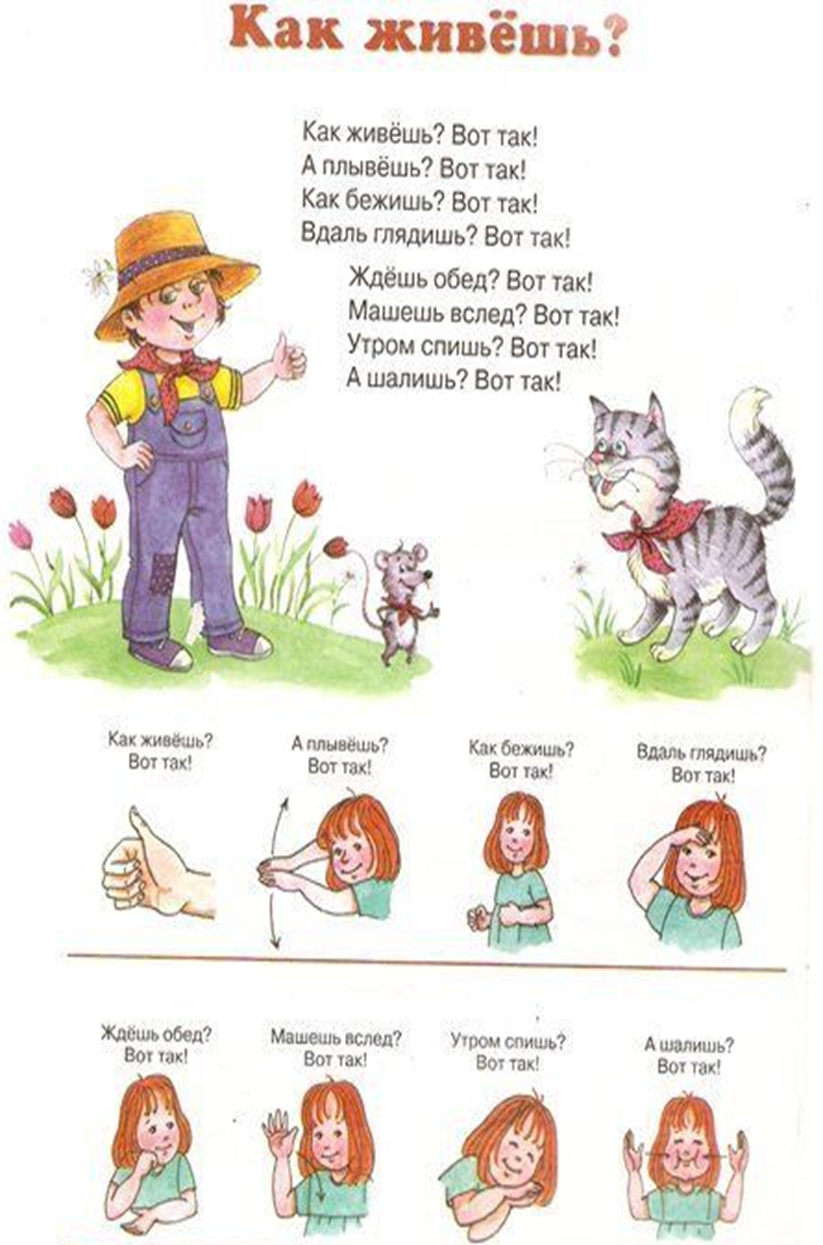 Как живёшь?
Как живёшь? Вот так!
А плывёшь? Вот так!
Как бежишь? Вот так!
Вдаль глядишь? Вот так!
Ждёшь обед? Вот так!
Машешь вслед? Вот так!
Утром спишь? Вот так!
А шалишь? Вот так!
Как живёшь?
Вот так!
А плывёшь?
Вот так!
Как бежишь?
Вот так!
Вдаль глядишь?
Вот так!
Ждёшь обед?
Вот так!
Машешь вслед?
Вот так!
Утром спишь?
Вот так!
А шалишь?
Вот так!